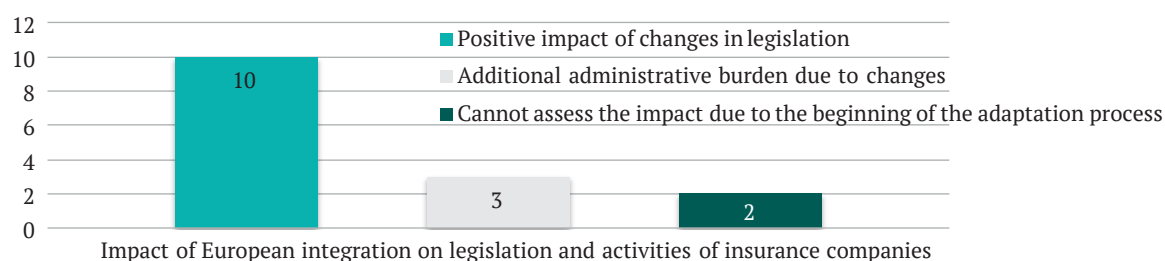 12
10
8
6
4
2
0
Positive impact of changes in legislation
Additional administrative burden due to changes
Cannot assess the impact due to the beginning of the adaptation process
10
3
2
Impact of European integration on legislation and activities of insurance companies